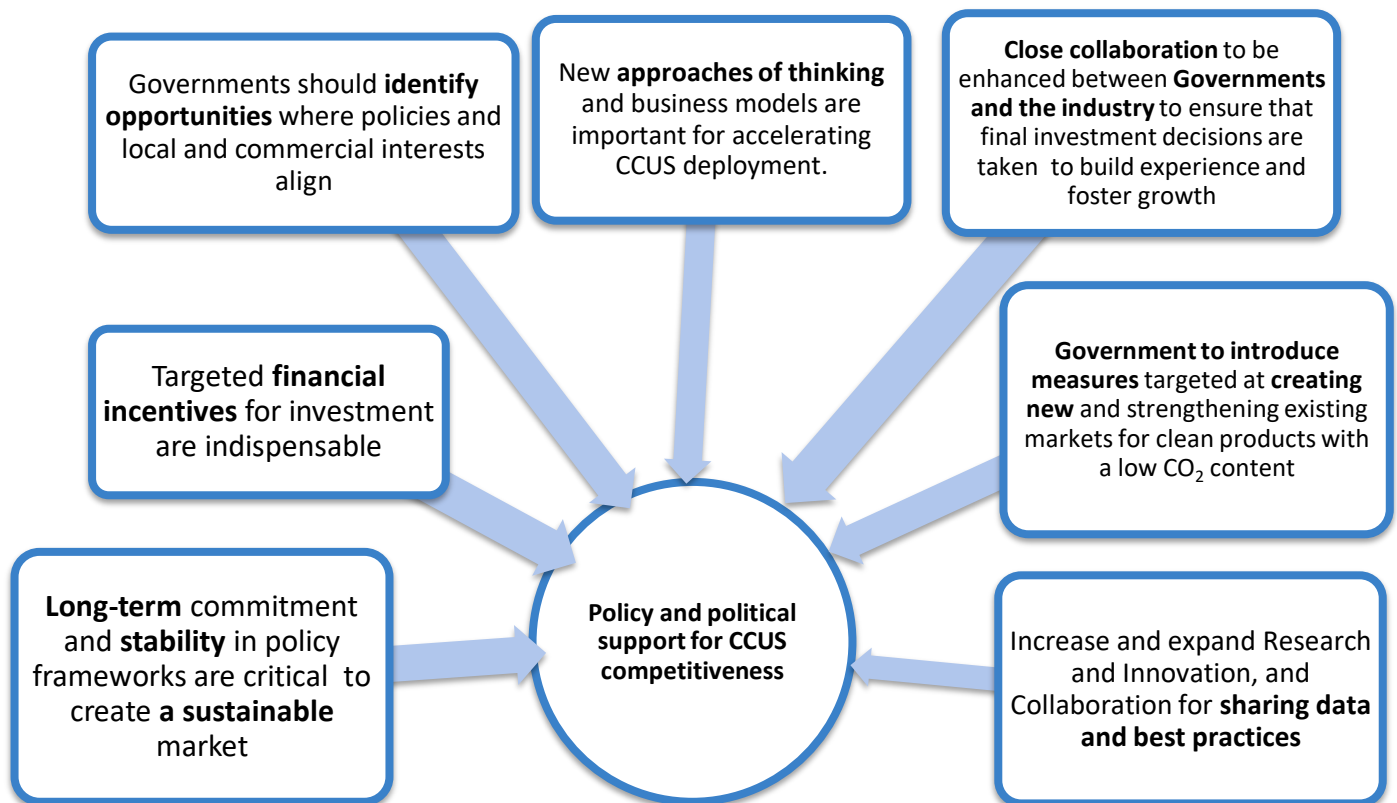 Governments should identify
opportunities where policies and
local and commercial interests
align
New approaches of thinking
and business models are
important for accelerating
CCUS deployment.
Close collaboration to be
enhanced between Governments
and the industry to ensure that
final investment decisions are
taken to build experience and
foster growth
Targeted financial
incentives for investment
are indispensable
Government to introduce
measures targeted at creating
new and strengthening existing
markets for clean products with
a low CO₂ content
Long-term commitment
and stability in policy
frameworks are critical to
create a sustainable
market
Policy and political
support for CCUS
competitiveness
Increase and expand Research
and Innovation, and
Collaboration for sharing data
and best practices